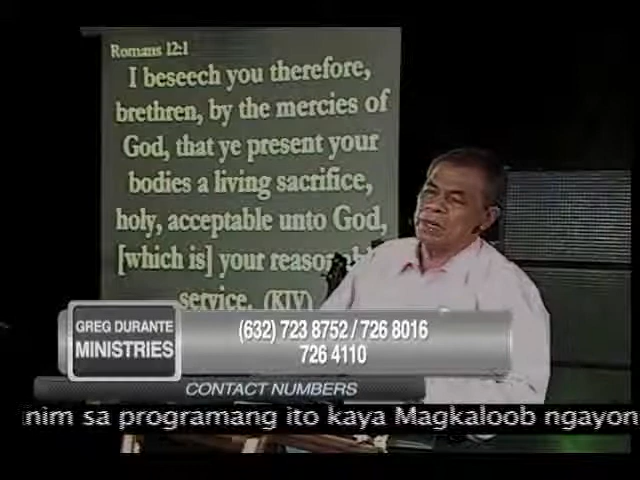 Romans 12:1
I beseech you therefore,
brethren, by the mercies of
God, that ye present your
bodies a living sacrifice,
holy, acceptable unto God,
[which is] your
service. (KJV)
GREG DURANTE
MINISTRIES
(632) 723 8752 / 726 8016
726 4110
CONTACT NUMBERS
sa programang ito kaya Magkaloob ngayon